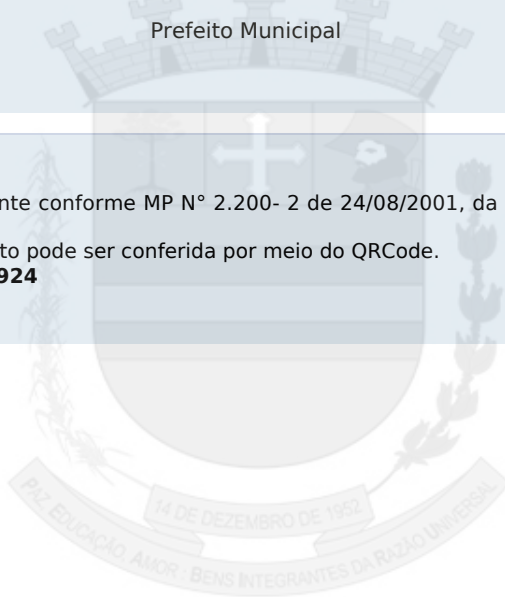 Prefeito Municipal
nte conforme MP N° 2.200- 2 de 24/08/2001, da
to pode ser conferida por meio do QRCode.
924
14 DE DEZEMBRO DE 1952
PAZ, EDUCAÇÃO, AMOR - BENS INTEGRANTES DA RAZÃO UNIVERSAL